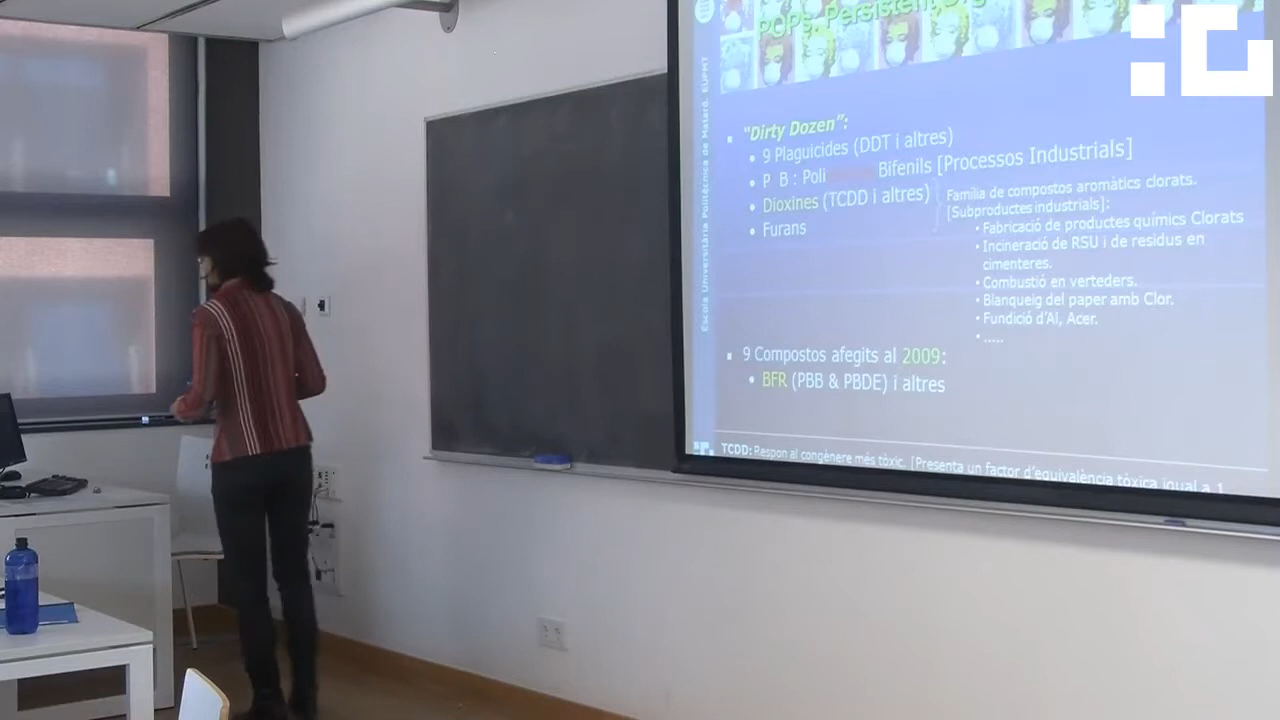 POPs: Persistent Org
Escola Universitària Politècnica de Mataró. EUPMT
▪ "Dirty Dozen":
• 9 Plaguicides (DDT i altres)
• P B : Poli Bifenils [Processos Industrials]
• Dioxines (TCDD i altres)
• Furans
Família de compostos aromàtics clorats.
[Subproductes industrials]:
• Fabricació de productes químics Clorats
• Incineració de RSU i de residus en
cimenteres.
• Combustió en verteders.
• Blanqueig del paper amb Clor.
• Fundició d'Al, Acer.
• .....
▪ 9 Compostos afegits al 2009:
• BFR (PBB & PBDE) i altres
TCDD: Respon al congènere més tòxic. [Presenta un factor d'equivalència tòxica igual a 1